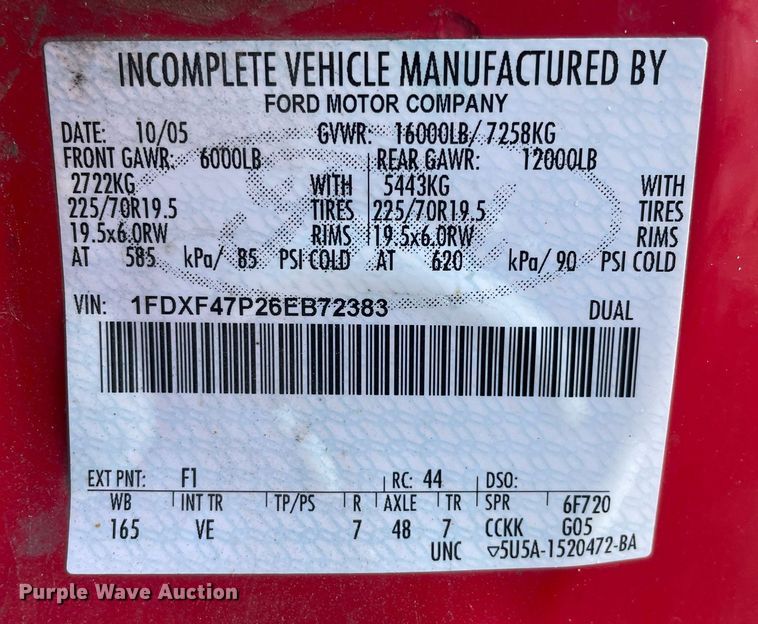 INCOMPLETE VEHICLE MANUFACTURED BY
FORD MOTOR COMPANY
DATE: 10/05 GVWR: 16000LB/ 7258KG
FRONT GAWR: 6000LB REAR GAWR: 12000LB
2722KG WITH 5443KG WITH
225/70R19.5 TIRES 225/70R19.5 TIRES
19.5x6.0RW RIMS 19.5x6.0RW RIMS
AT 585 kPa/ 85 PSI COLD AT 620 kPa/ 90 PSI COLD
VIN: 1FDXF47P26EB72383 DUAL
EXT PNT: F1 RC: 44 DSO:
WB INT TR TP/PS R AXLE TR SPR 6F720
165 VE 7 48 7 CCKK G05
UNC ▽5U5A-1520472-BA
Purple Wave Auction